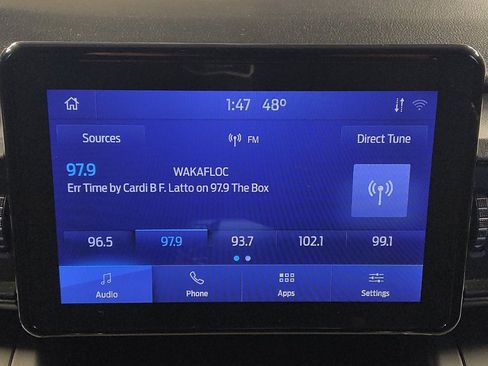 1:47 48°
Sources FM Direct Tune
97.9 WAKAFLOC
Err Time by Cardi B F. Latto on 97.9 The Box
96.5 97.9 93.7 102.1 99.1
Audio Phone Apps Settings